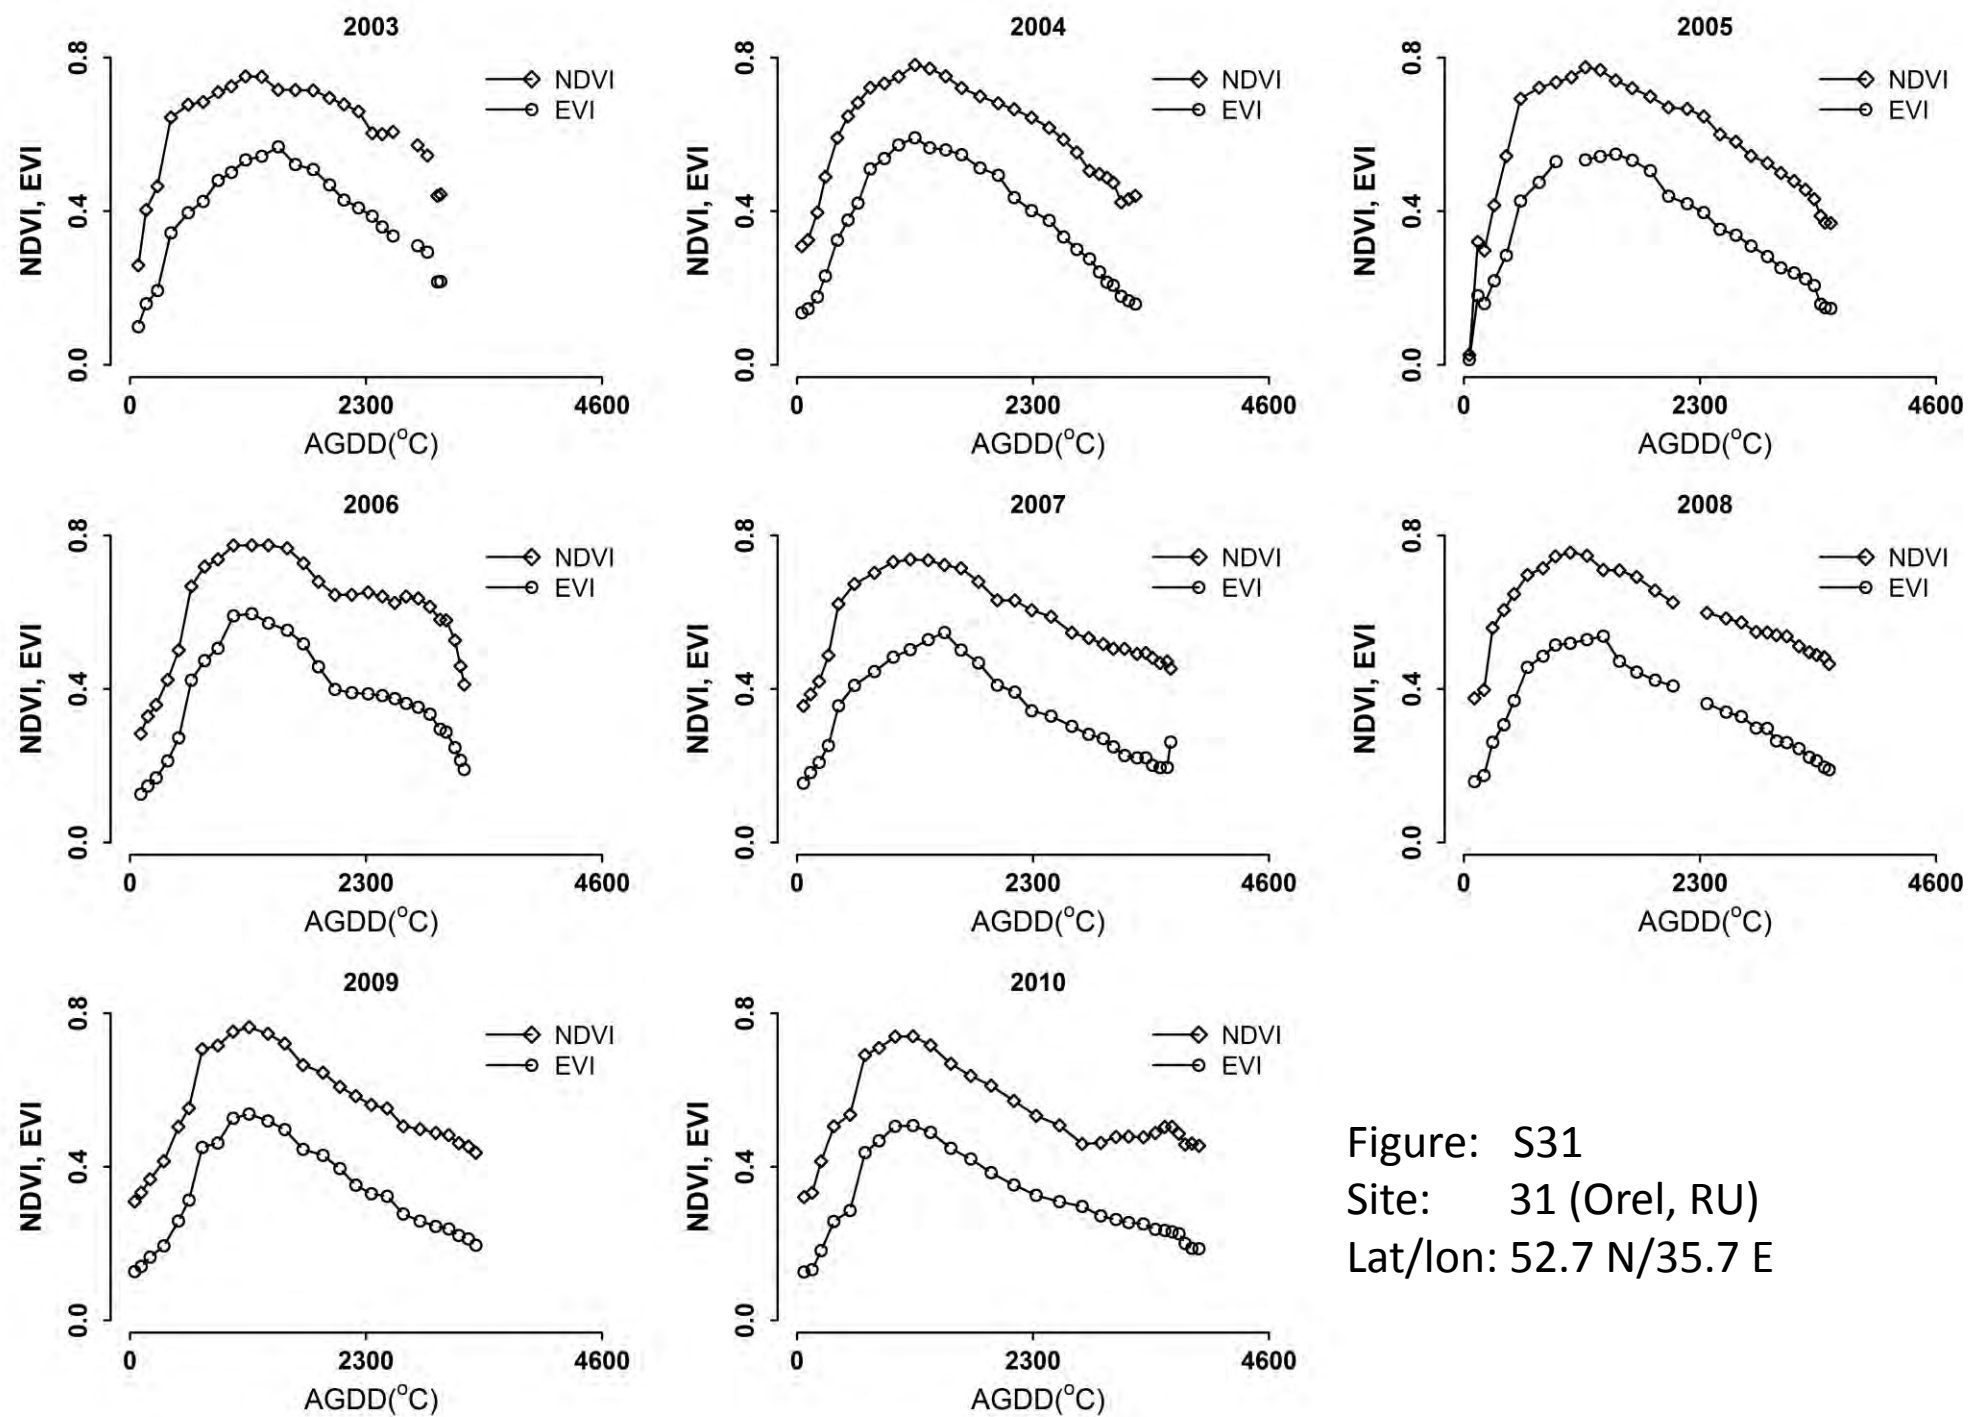 2003
0.8
0.4
0.0
NDVI, EVI
NDVI
EVI
0 2300 4600
AGDD(°C)
2004
0.8
0.4
0.0
NDVI, EVI
NDVI
EVI
0 2300 4600
AGDD(°C)
2005
0.8
0.4
0.0
NDVI, EVI
NDVI
EVI
0 2300 4600
AGDD(°C)
2006
0.8
0.4
0.0
NDVI, EVI
NDVI
EVI
0 2300 4600
AGDD(°C)
2007
0.8
0.4
0.0
NDVI, EVI
NDVI
EVI
0 2300 4600
AGDD(°C)
2008
0.8
0.4
0.0
NDVI, EVI
NDVI
EVI
0 2300 4600
AGDD(°C)
2009
0.8
0.4
0.0
NDVI, EVI
NDVI
EVI
0 2300 4600
AGDD(°C)
2010
0.8
0.4
0.0
NDVI, EVI
NDVI
EVI
0 2300 4600
AGDD(°C)
Figure: S31
Site: 31 (Orel, RU)
Lat/lon: 52.7 N/35.7 E